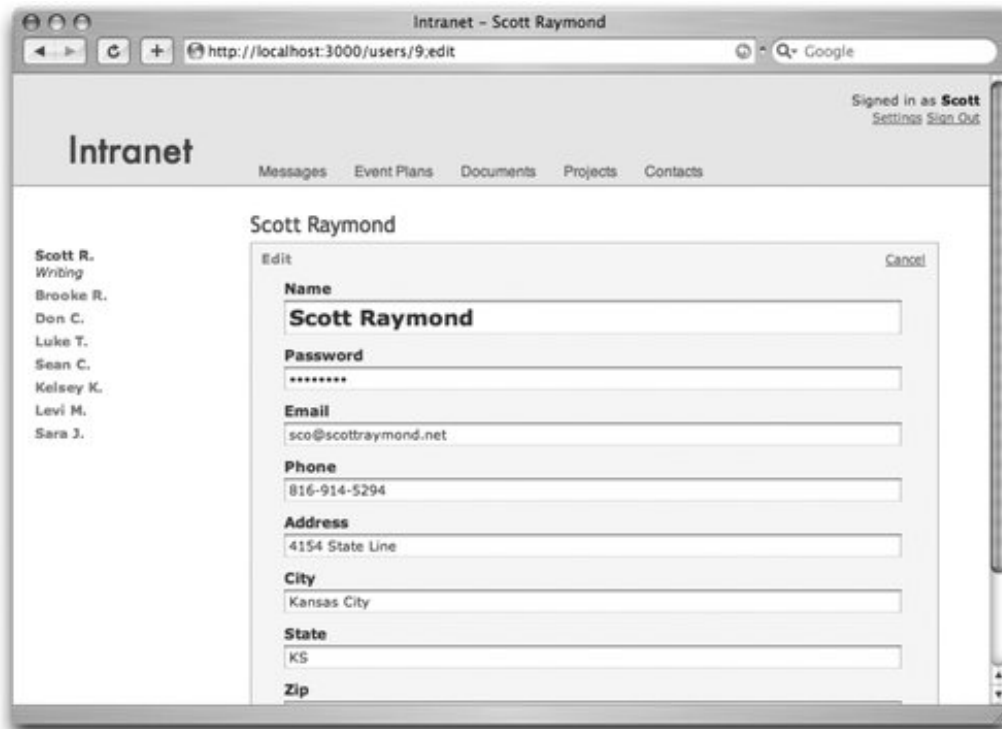 Intranet – Scott Raymond
http://localhost:3000/users/9;edit
Google
Signed in as Scott
Settings Sign Out
Intranet
Messages Event Plans Documents Projects Contacts
Scott Raymond
Scott R.
Writing
Brooke R.
Don C.
Luke T.
Sean C.
Kelsey K.
Levi M.
Sara J.
Edit Cancel
Name
Scott Raymond
Password
••••••••
Email
sco@scottraymond.net
Phone
816-914-5294
Address
4154 State Line
City
Kansas City
State
KS
Zip